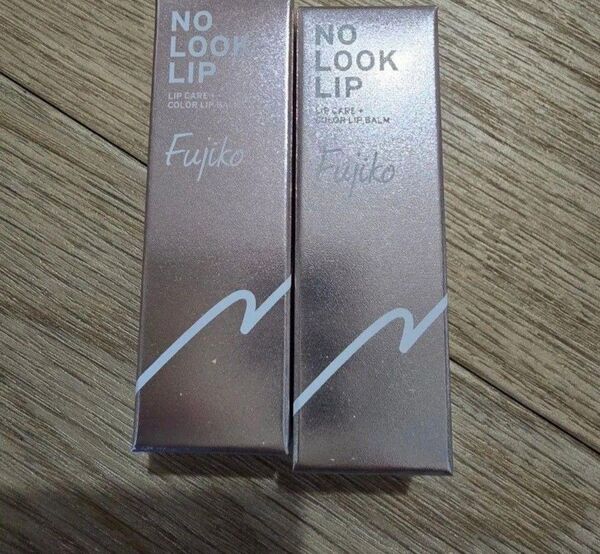 NO
LOOK
LIP
LIP CARE +
COLOR LIP BALM
Fujiko
NO
LOOK
LIP
LIP CARE +
COLOR LIP BALM
Fujiko